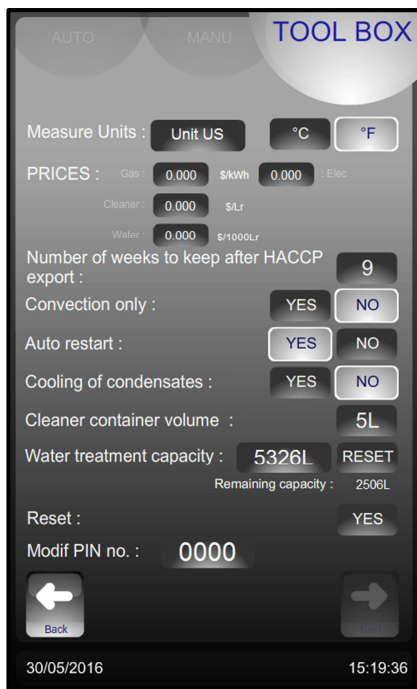 AUTO MANU TOOL BOX
Measure Units : Unit US °C °F
PRICES : Gas : 0.000 $/kWh 0.000 : Elec
Cleaner : 0.000 $/Lr
Water : 0.000 $/1000Lr
Number of weeks to keep after HACCP
export : 9
Convection only : YES NO
Auto restart : YES NO
Cooling of condensates : YES NO
Cleaner container volume : 5L
Water treatment capacity : 5326L RESET
Remaining capacity : 2506L
Reset : YES
Modif PIN no. : 0000
Back Next
30/05/2016 15:19:36